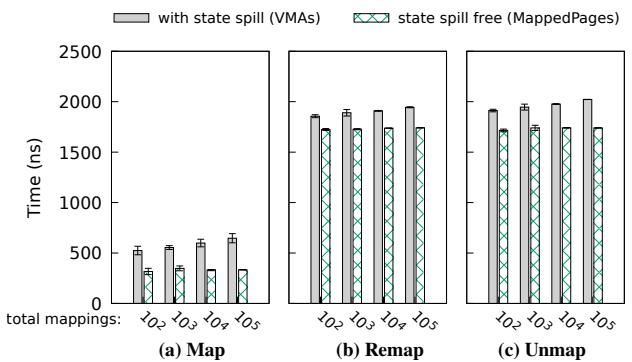 with state spill (VMAs) state spill free (MappedPages)
2500
2000
1500
1000
500
0
Time (ns)
total mappings: 10² 10³ 10⁴ 10⁵ 10² 10³ 10⁴ 10⁵ 10² 10³ 10⁴ 10⁵
(a) Map (b) Remap (c) Unmap